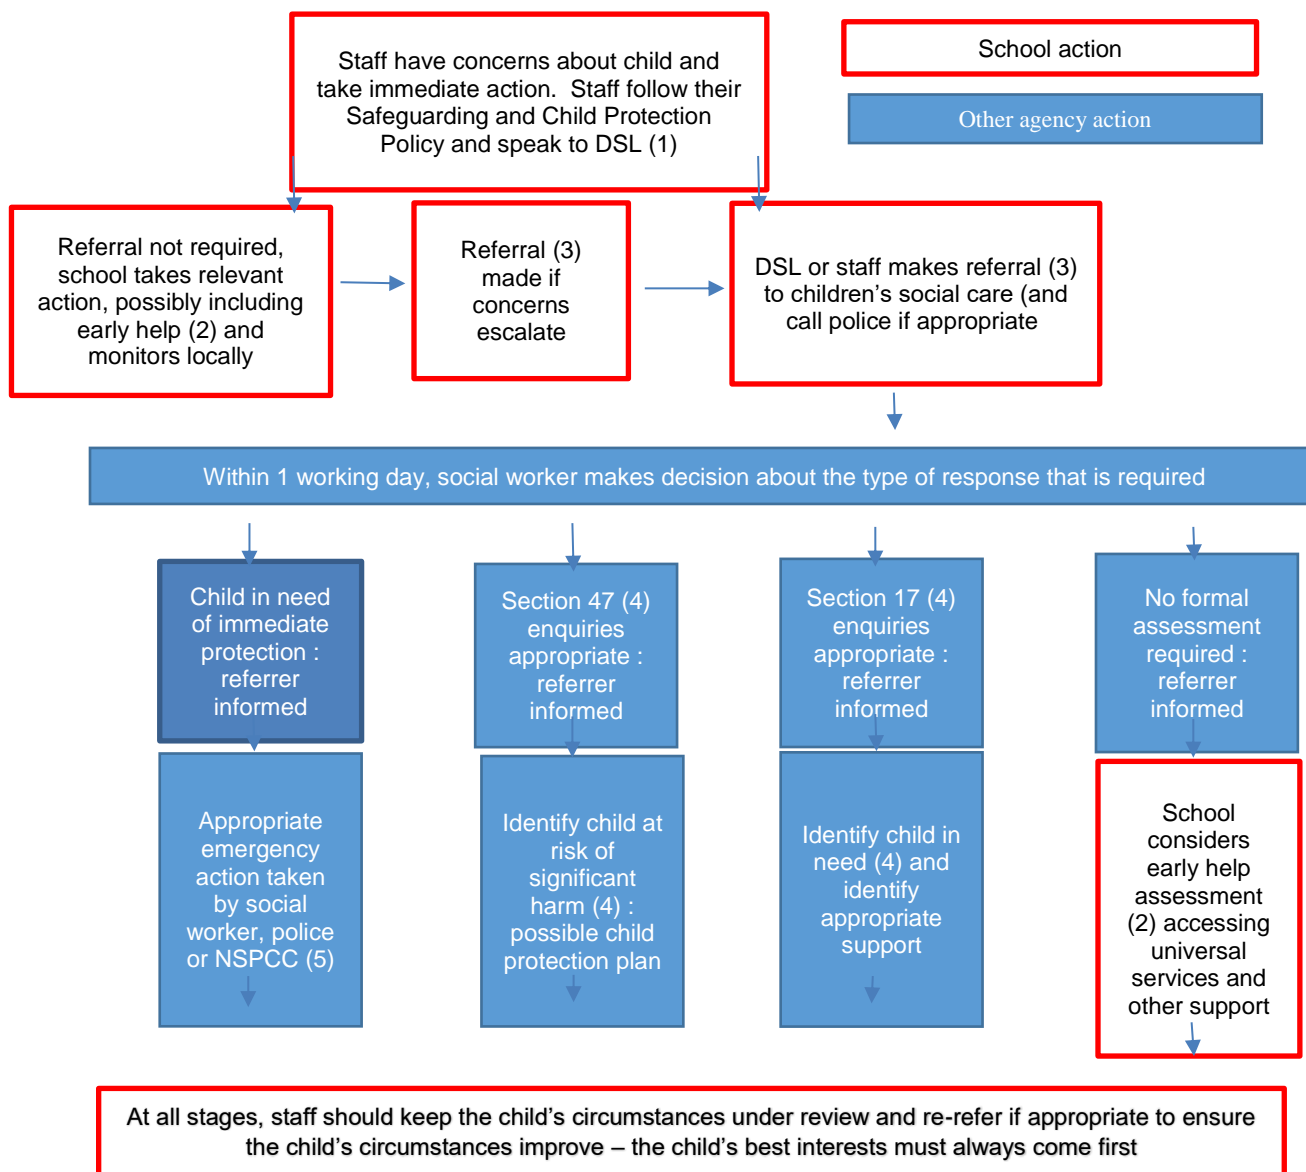 Staff have concerns about child and
take immediate action. Staff follow their
Safeguarding and Child Protection
Policy and speak to DSL (1)
School action
Other agency action
Referral not required,
school takes relevant
action, possibly including
early help (2) and
monitors locally
Referral (3)
made if
concerns
escalate
DSL or staff makes referral (3)
to children’s social care (and
call police if appropriate
Within 1 working day, social worker makes decision about the type of response that is required
Child in need
of immediate
protection :
referrer
informed
Section 47 (4)
enquiries
appropriate :
referrer
informed
Section 17 (4)
enquiries
appropriate :
referrer
informed
No formal
assessment
required :
referrer
informed
Appropriate
emergency
action taken
by social
worker, police
or NSPCC (5)
Identify child at
risk of
significant
harm (4) :
possible child
protection plan
Identify child in
need (4) and
identify
appropriate
support
School
considers
early help
assessment
(2) accessing
universal
services and
other support
At all stages, staff should keep the child’s circumstances under review and re-refer if appropriate to ensure
the child’s circumstances improve – the child’s best interests must always come first